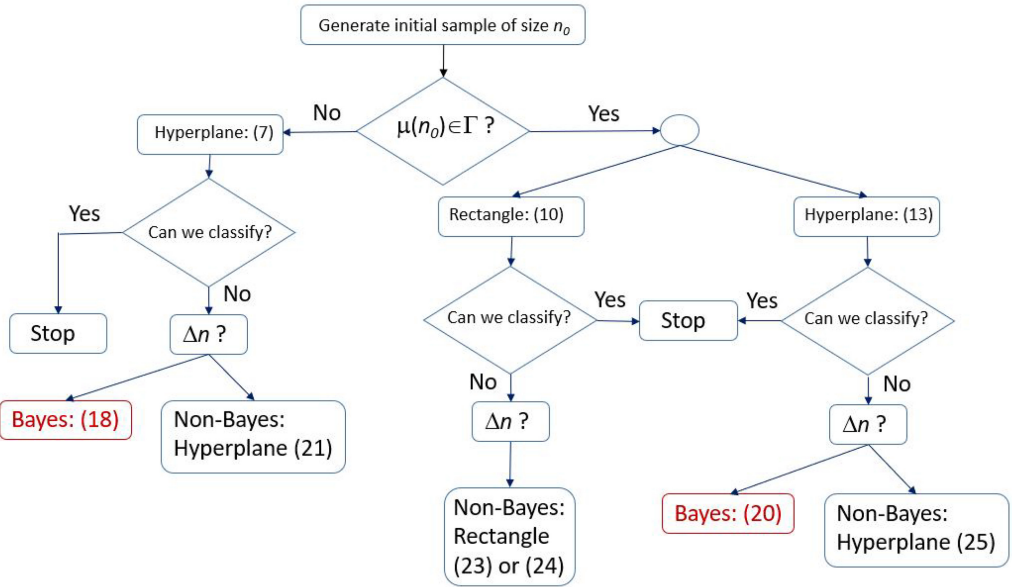 Generate initial sample of size n₀
μ(n₀)∈Γ ?
No
Yes
Hyperplane: (7)
Can we classify?
Yes
No
Stop
Δn ?
Bayes: (18)
Non-Bayes:
Hyperplane (21)
Rectangle: (10)
Hyperplane: (13)
Can we classify?
Yes
Stop
Yes
Can we classify?
No
No
Δn ?
Δn ?
Non-Bayes:
Rectangle
(23) or (24)
Bayes: (20)
Non-Bayes:
Hyperplane (25)